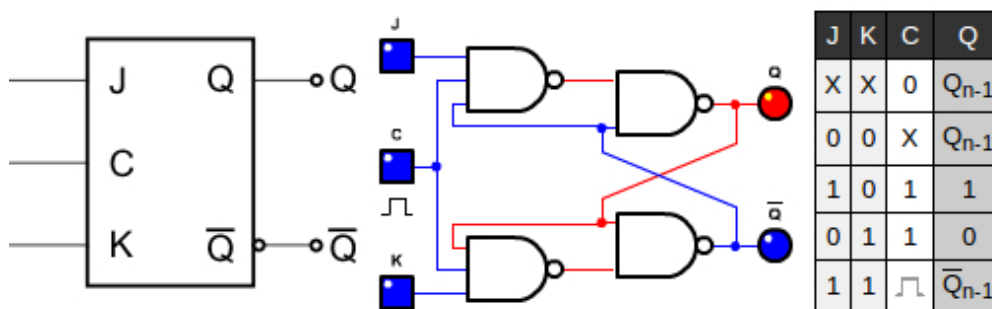 J Q Q
C
K Q̅ Q̅
J
Q
C
Q̅
K
J K C Q
X X 0 Qn-1
0 0 X Qn-1
1 0 1 1
0 1 1 0
1 1 Q̅n-1